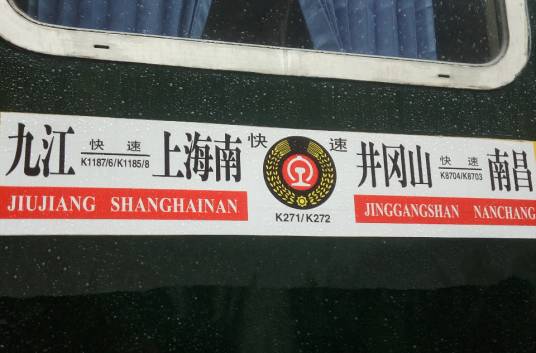 九江 快速 上海南 快速 井冈山 快速 南昌
K1187/6/K1185/8 K8704/K8703
JIUJIANG SHANGHAINAN K271/K272 JINGGANGSHAN NANCHANG